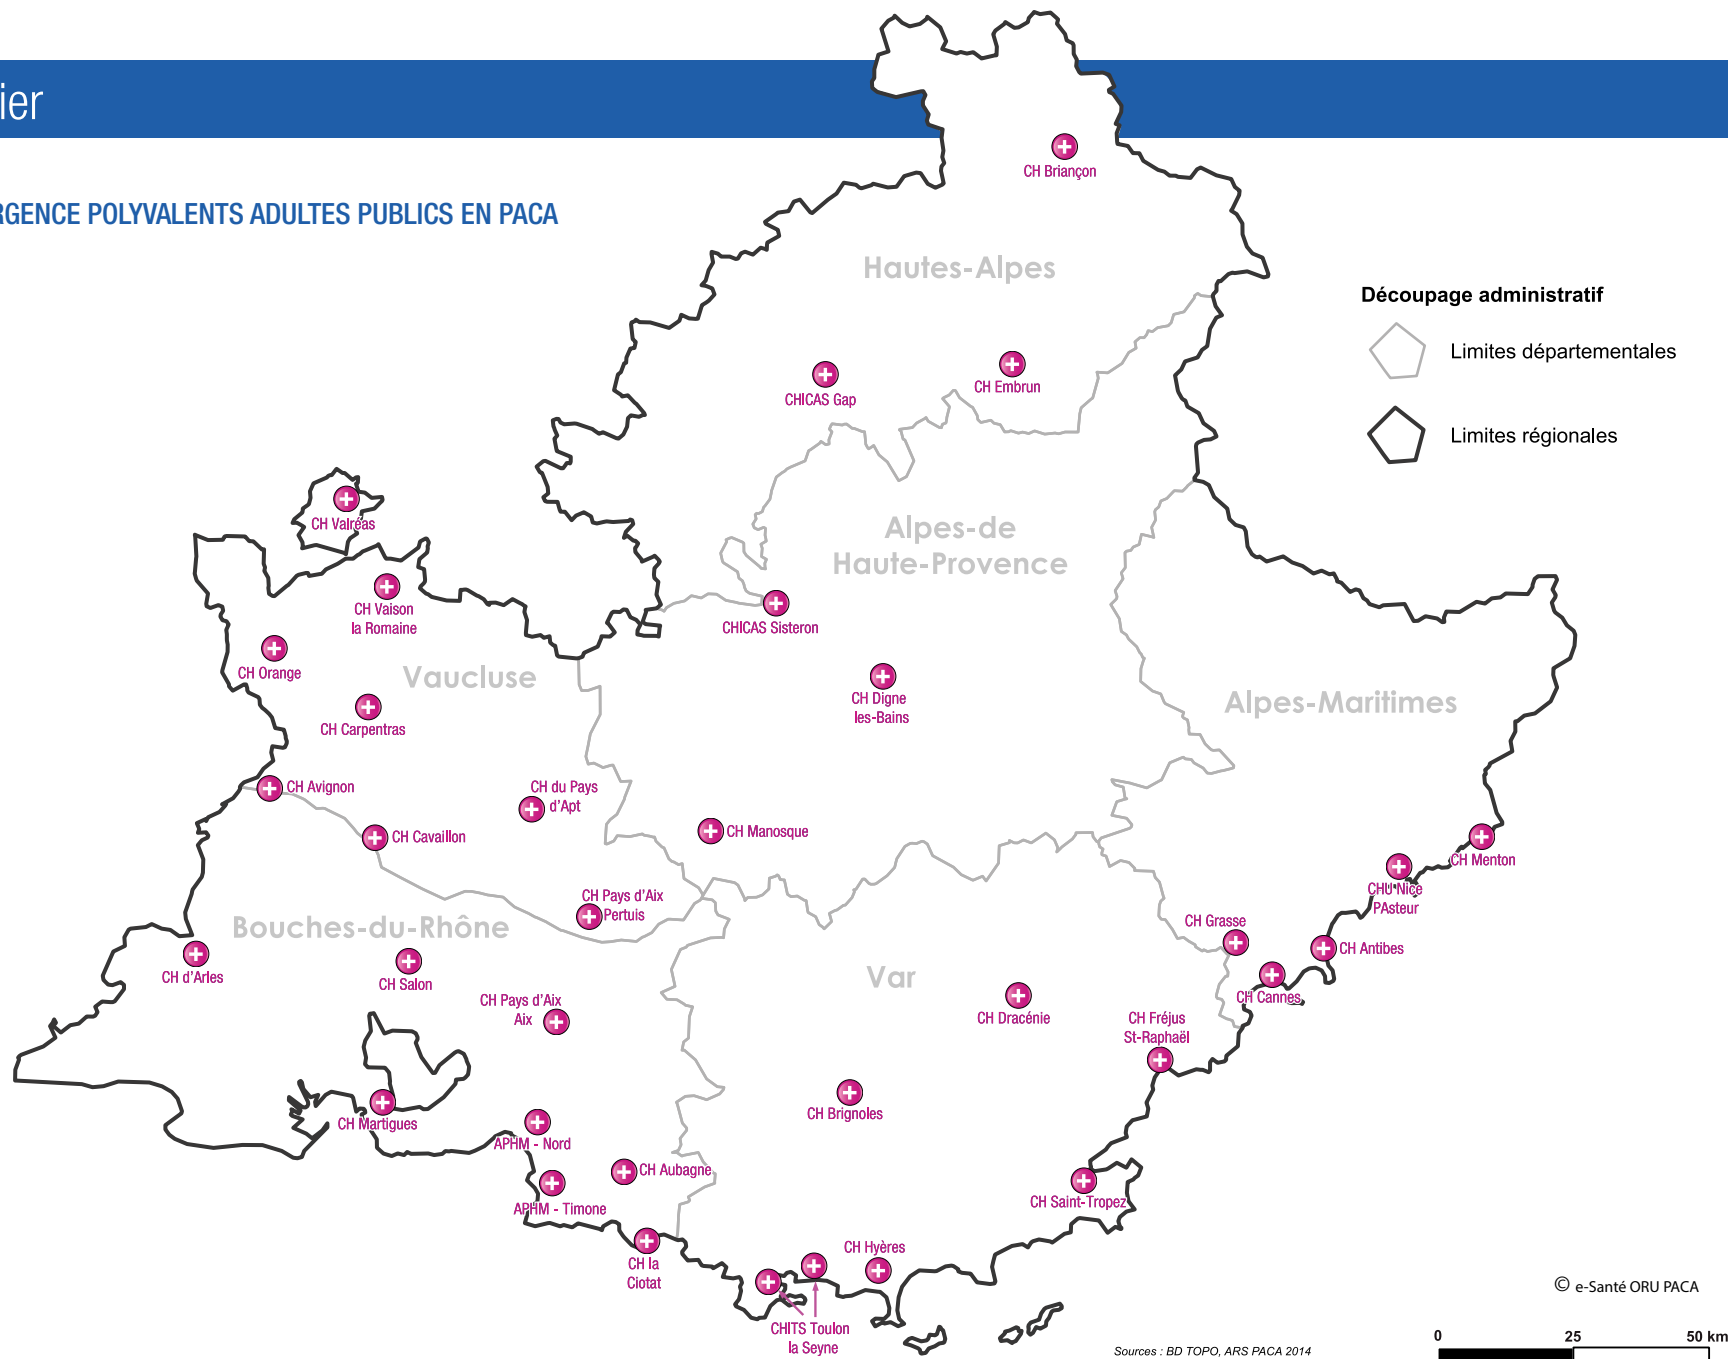 ier
RGENCE POLYVALENTS ADULTES PUBLICS EN PACA
CH Briançon
Hautes-Alpes
Découpage administratif
Limites départementales
Limites régionales
CHICAS Gap
CH Embrun
CH Valréas
Alpes-de
Haute-Provence
CH Vaison
la Romaine
CHICAS Sisteron
CH Orange
Vaucluse
CH Digne
les-Bains
Alpes-Maritimes
CH Carpentras
CH Avignon
CH du Pays
d'Apt
CH Cavaillon
CH Manosque
CH Menton
CHU Nice
PAsteur
CH Pays d'Aix
Pertuis
Bouches-du-Rhône
CH Grasse
CH Antibes
CH d'Arles
CH Salon
Var
CH Cannes
CH Pays d'Aix
Aix
CH Dracénie
CH Fréjus
St-Raphaël
CH Brignoles
CH Martigues
APHM - Nord
CH Aubagne
APHM - Timone
CH Saint-Tropez
CH la
Ciotat
CH Hyères
CHITS Toulon
la Seyne
© e-Santé ORU PACA
Sources : BD TOPO, ARS PACA 2014
0 25 50 km